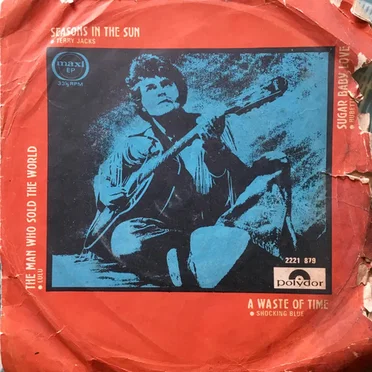 SEASONS IN THE SUN
● TERRY JACKS
maxi
EP
33⅓ RPM
SUGAR BABY LOVE
THE MAN WHO SOLD THE WORLD
● LULU
2221 879
polydor
A WASTE OF TIME
● SHOCKING BLUE